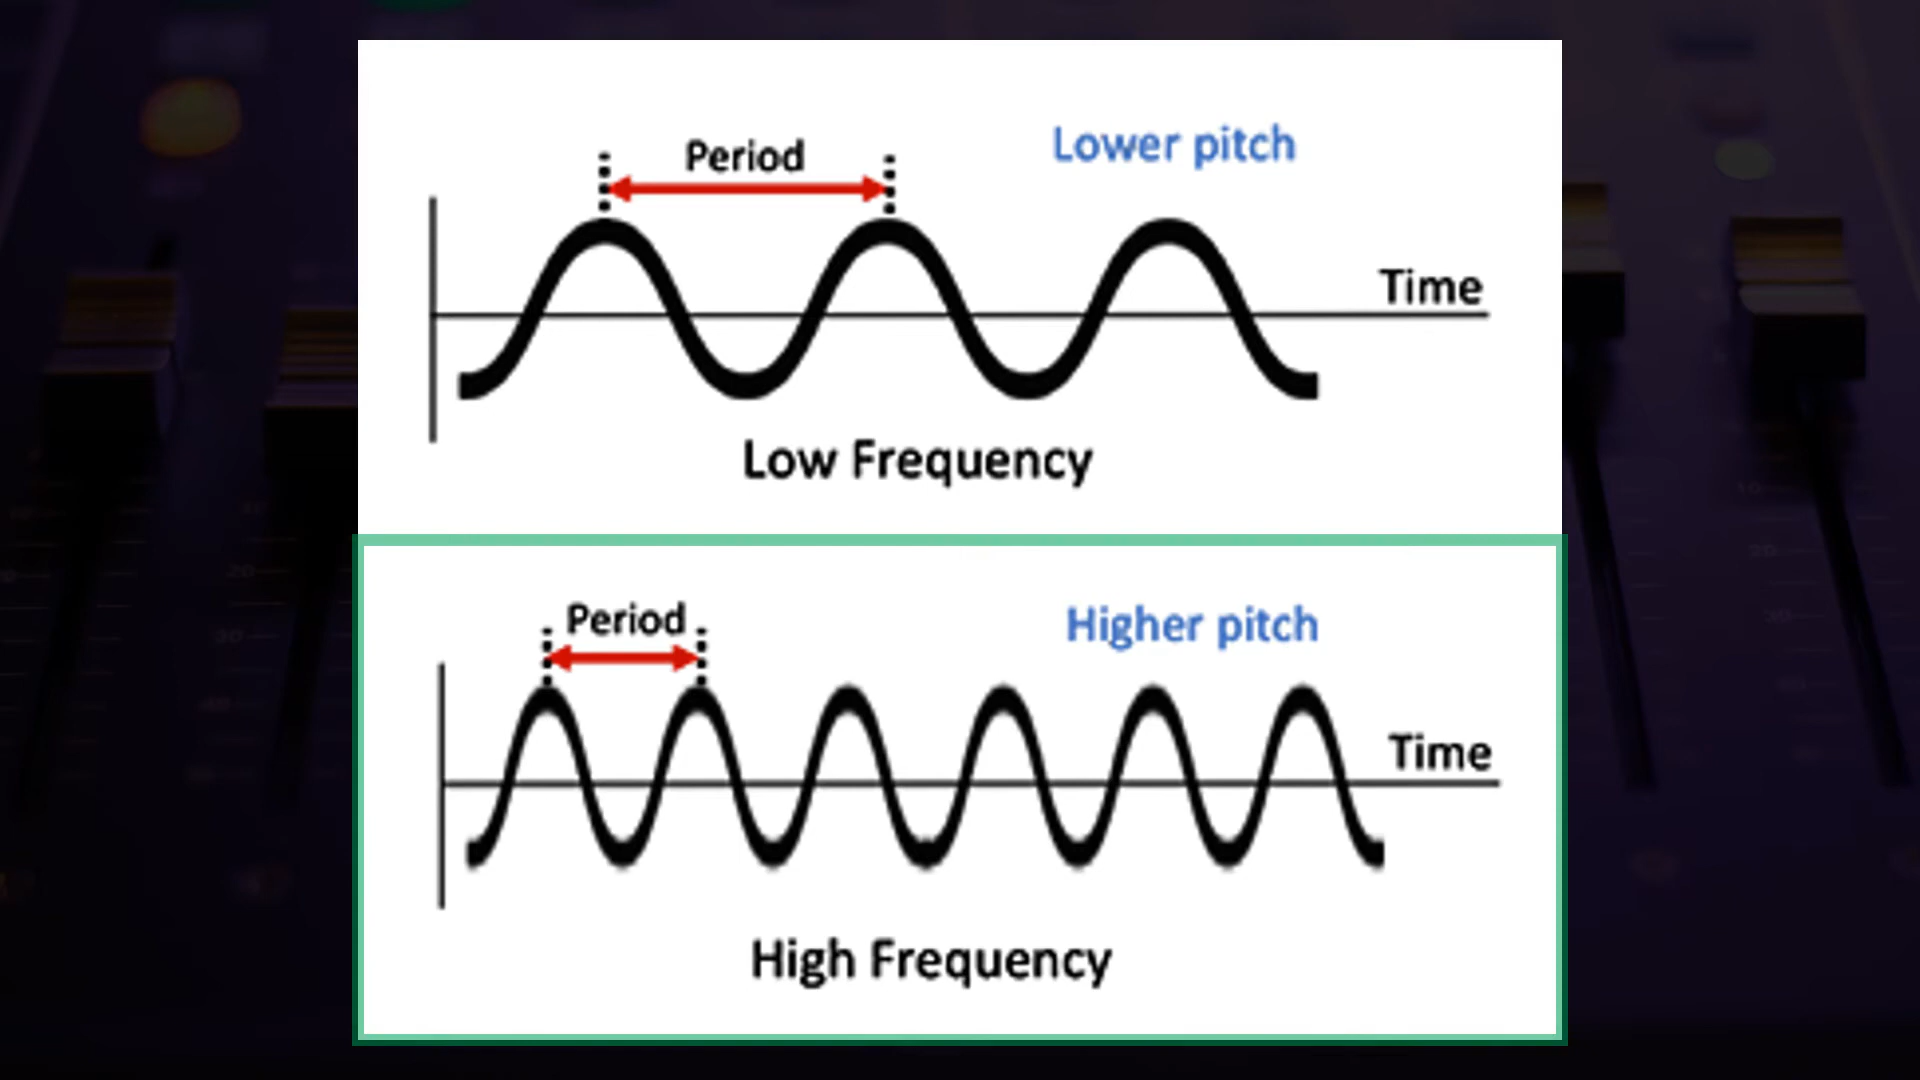 Period
Lower pitch
Time
Low Frequency
Period
Higher pitch
Time
High Frequency